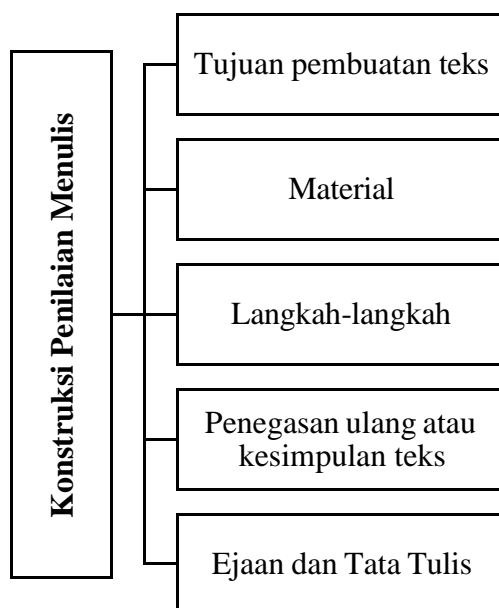 Konstruksi Penilaian Menulis
Tujuan pembuatan teks
Material
Langkah-langkah
Penegasan ulang atau
kesimpulan teks
Ejaan dan Tata Tulis